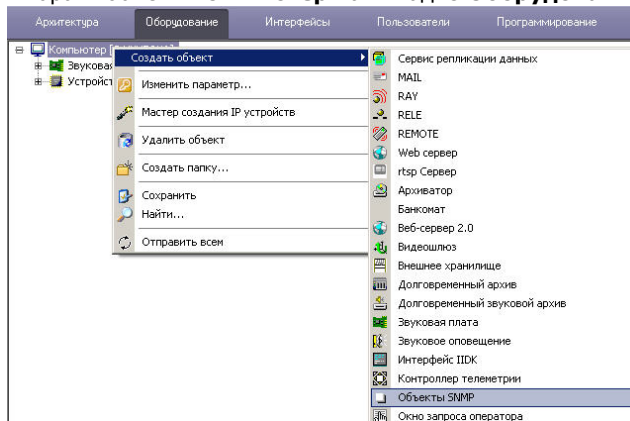 Архитектура Оборудование Интерфейсы Пользователи Программирование
Компьютер
Звуковая
Устройст
Создать объект
Изменить параметр...
Мастер создания IP устройств
Удалить объект
Создать папку...
Сохранить
Найти...
Отправить всем
Сервис репликации данных
MAIL
RAY
RELE
REMOTE
Web сервер
rtsp Сервер
Архиватор
Банкомат
Веб-сервер 2.0
Видеошлюз
Внешнее хранилище
Долговременный архив
Долговременный звуковой архив
Звуковая плата
Звуковое оповещение
Интерфейс IIDK
Контроллер телеметрии
Объекты SNMP
Окно запроса оператора